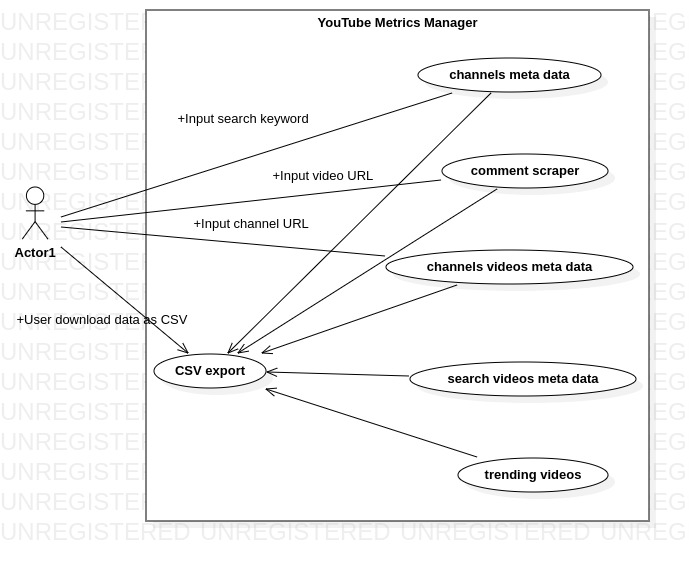 YouTube Metrics Manager
channels meta data
+Input search keyword
comment scraper
+Input video URL
+Input channel URL
Actor1
channels videos meta data
+User download data as CSV
CSV export
search videos meta data
trending videos
UNREGISTERED UNREGISTERED UNREGISTERED UNREGISTERED